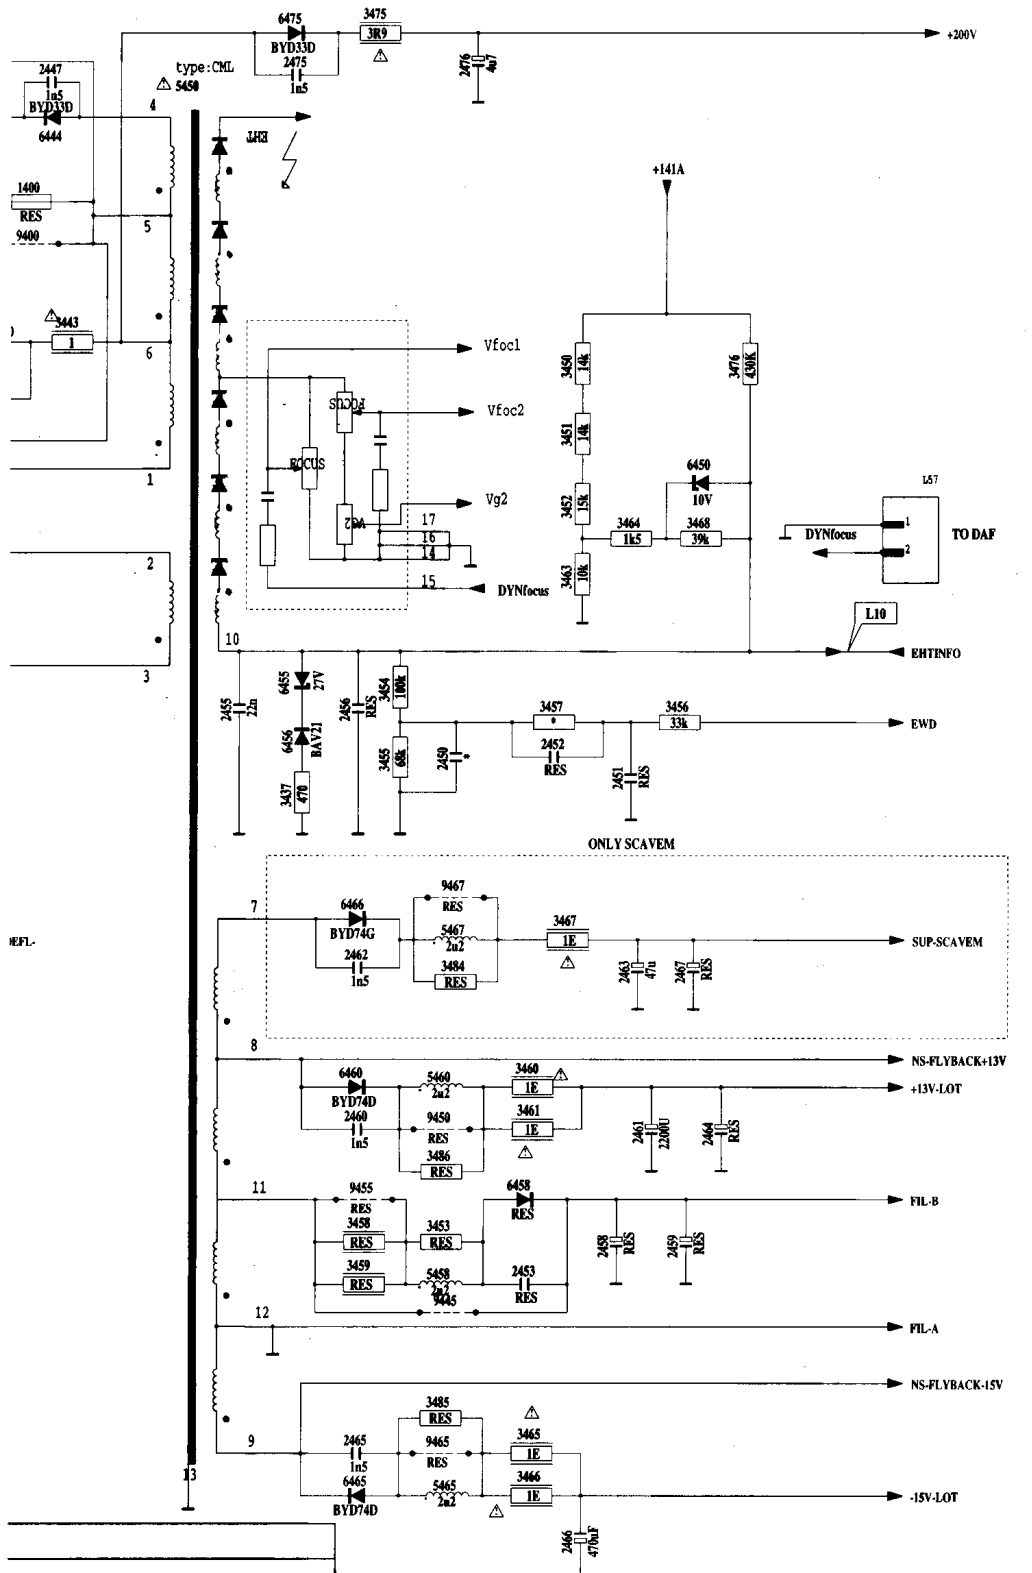 6475
3475
BYD33D
3R9
2475
1n5
2476
4u7
+200V
2447
1n5
BYD33D
6444
type:CML
5450
4
EHT
+141A
1400
RES
5
9400
3443
1
6
1
Vfoc1
FOCUS
Vfoc2
FOCUS
VG2
Vg2
17
16
14
15
DYNfocus
3450
14k
3476
430K
3451
14k
6450
10V
3452
15k
3464
1k5
3468
39k
3463
10k
L57
1
DYNfocus
2
TO DAF
2
3
10
L10
EHTINFO
2455
22n
6455
27V
2456
RES
3454
100k
6456
BAV21
3455
68k
2450
*
3437
470
3457
*
2452
RES
3456
33k
2451
RES
EWD
ONLY SCAVEM
DEFL-
7
6466
BYD74G
2462
1n5
9467
RES
5467
2u2
3484
RES
3467
1E
2463
47u
2467
RES
SUP-SCAVEM
8
NS-FLYBACK+13V
6460
BYD74D
2460
1n5
5460
2u2
9450
RES
3486
RES
3460
1E
3461
1E
+13V-LOT
2461
2200U
2464
RES
11
9455
RES
3458
RES
3459
RES
3453
RES
5458
2u2
9445
6458
RES
2453
RES
2458
RES
2459
RES
FIL-B
12
FIL-A
NS-FLYBACK-15V
9
13
2465
1n5
6465
BYD74D
3485
RES
9465
RES
5465
2u2
3465
1E
3466
1E
-15V-LOT
2466
470uF